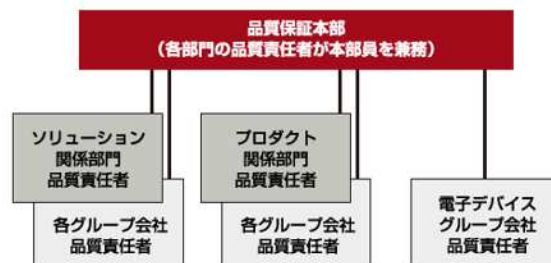 品質保証本部
（各部門の品質責任者が本部員を兼務）
ソリューション
関係部門
品質責任者
各グループ会社
品質責任者
プロダクト
関係部門
品質責任者
各グループ会社
品質責任者
電子デバイス
グループ会社
品質責任者